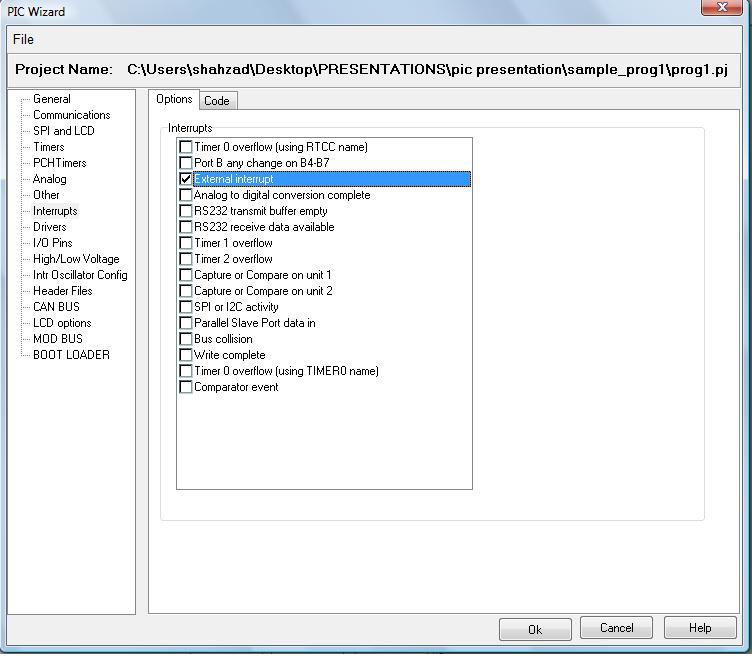 PIC Wizard
File
Project Name: C:\Users\shahzad\Desktop\PRESENTATIONS\pic presentation\sample_prog1\prog1.pj
General
Communications
SPI and LCD
Timers
PCHTimers
Analog
Other
Interrupts
Drivers
I/O Pins
High/Low Voltage
Intr Oscillator Config
Header Files
CAN BUS
LCD options
MOD BUS
BOOT LOADER
Options Code
Interrupts
Timer 0 overflow (using RTCC name)
Port B any change on B4-B7
External interrupt
Analog to digital conversion complete
RS232 transmit buffer empty
RS232 receive data available
Timer 1 overflow
Timer 2 overflow
Capture or Compare on unit 1
Capture or Compare on unit 2
SPI or I2C activity
Parallel Slave Port data in
Bus collision
Write complete
Timer 0 overflow (using TIMER0 name)
Comparator event
Ok Cancel Help